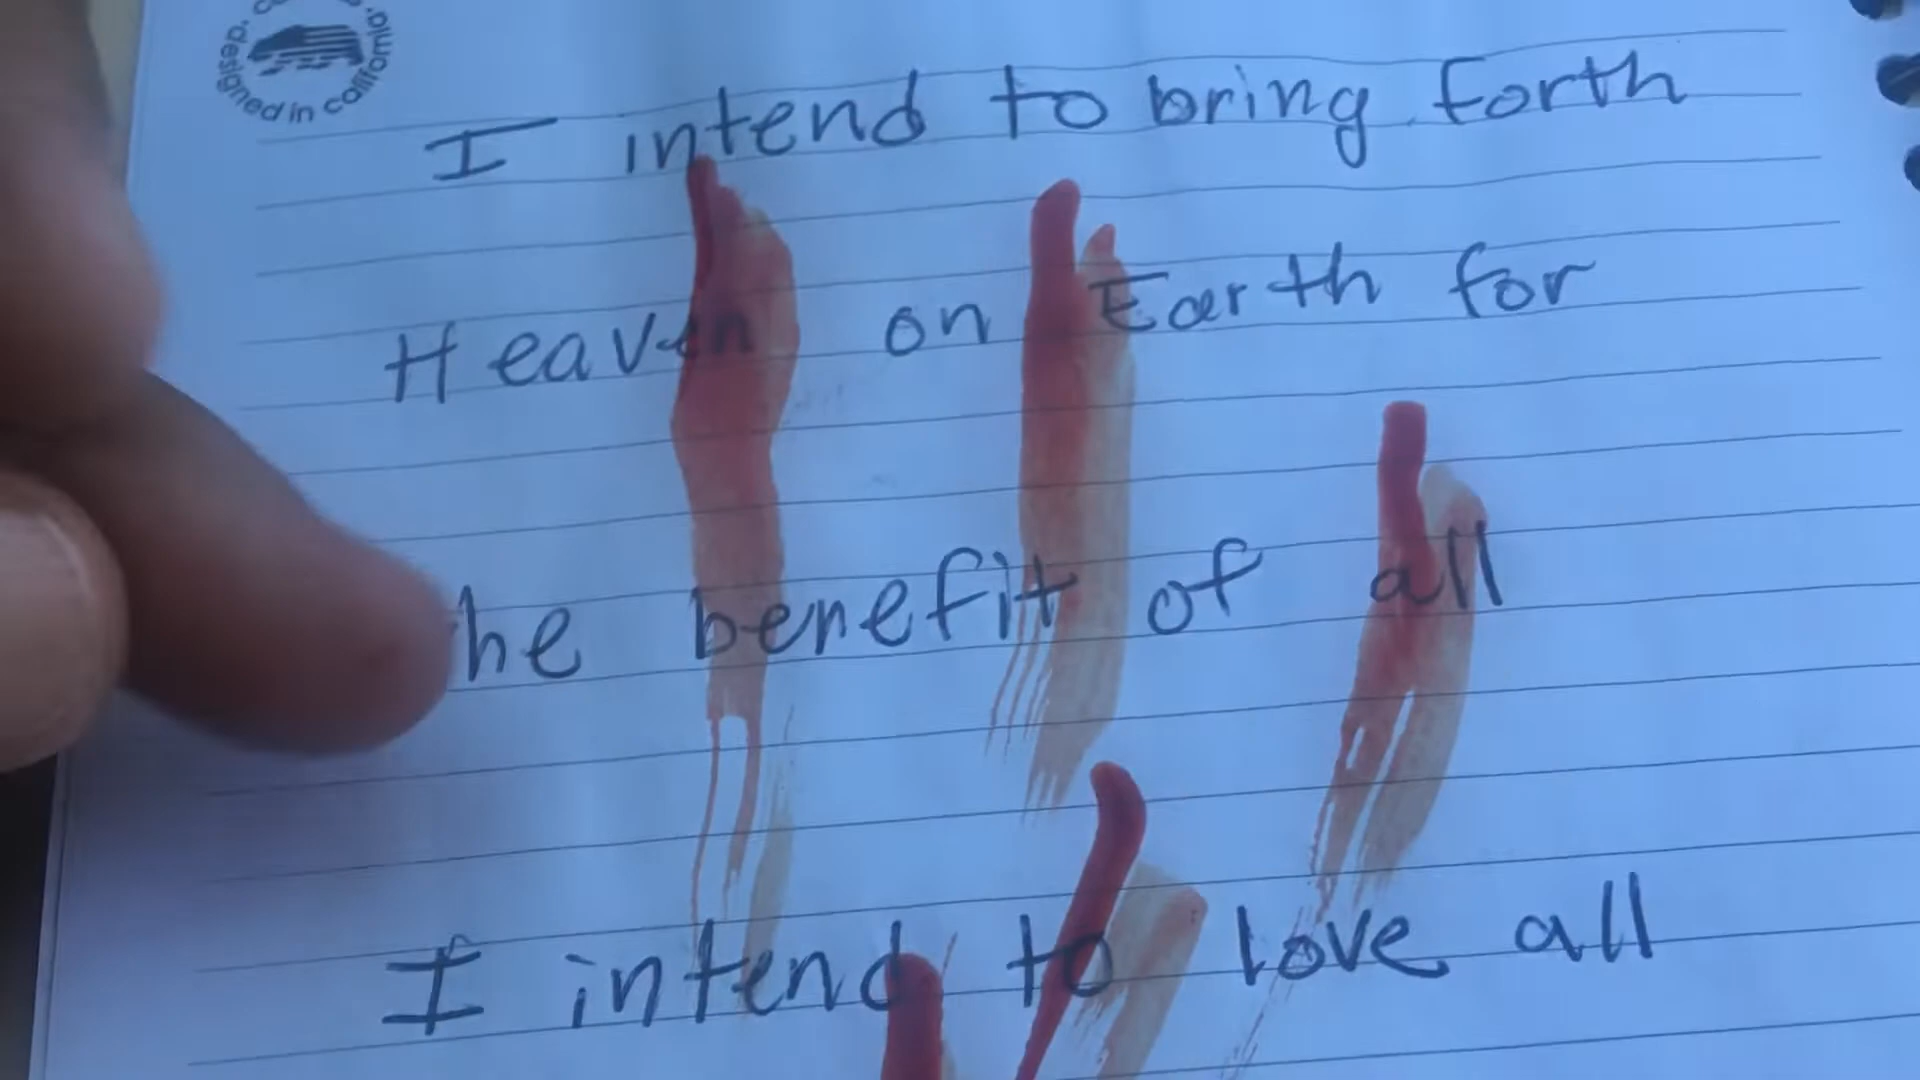 designed in california.
I intend to bring forth
Heaven on Earth for
he benefit of all
I intend to love all